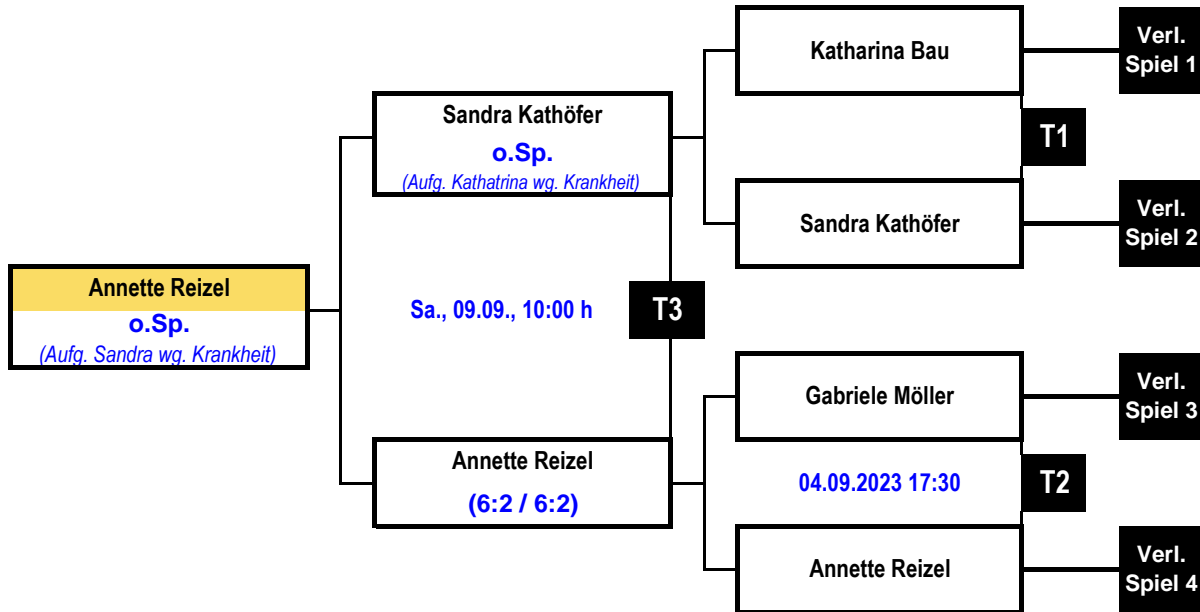 Katharina Bau
Verl.
Spiel 1
Sandra Kathöfer
o.Sp.
(Aufg. Kathatrina wg. Krankheit)
T1
Sandra Kathöfer
Verl.
Spiel 2
Annette Reizel
o.Sp.
(Aufg. Sandra wg. Krankheit)
Sa., 09.09., 10:00 h
T3
Gabriele Möller
Verl.
Spiel 3
Annette Reizel
(6:2 / 6:2)
04.09.2023 17:30
T2
Annette Reizel
Verl.
Spiel 4